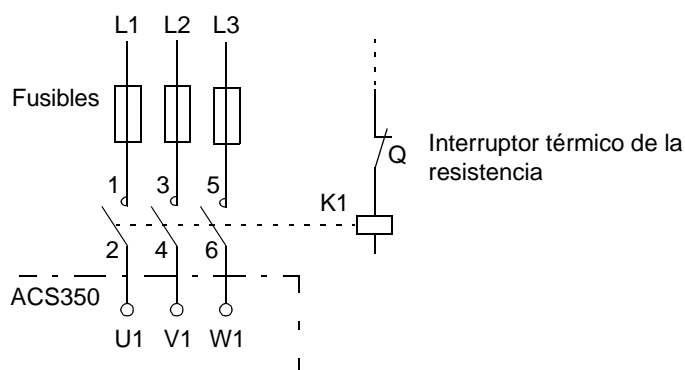 L1 L2 L3
Fusibles
Interruptor térmico de la
resistencia
Q
1 3 5
K1
2 4 6
ACS350
U1 V1 W1